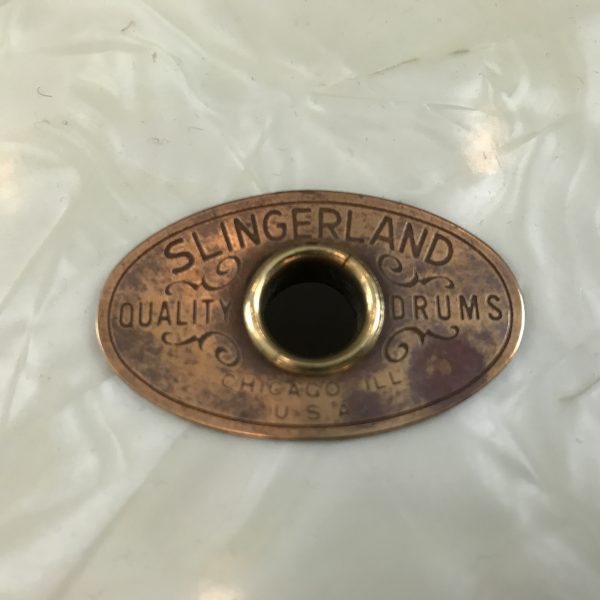 SLINGERLAND
QUALITY DRUMS
CHICAGO ILL
U·S·A